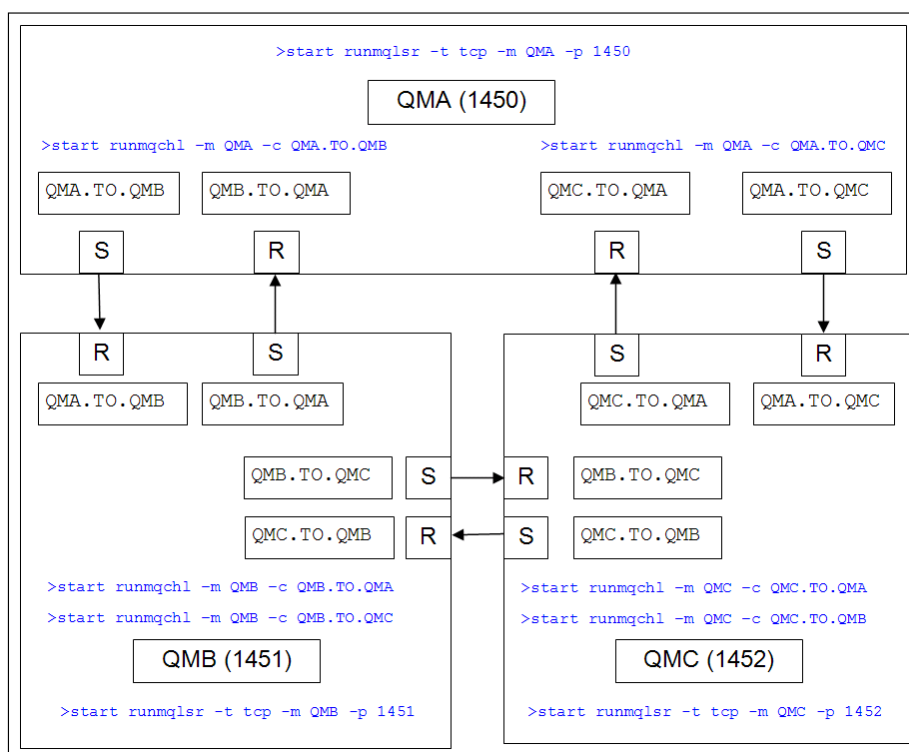 >start runmqlsr -t tcp -m QMA -p 1450
QMA (1450)
>start runmqchl -m QMA -c QMA.TO.QMB
>start runmqchl -m QMA -c QMA.TO.QMC
QMA.TO.QMB
QMB.TO.QMA
QMC.TO.QMA
QMA.TO.QMC
S
R
R
S
R
S
S
R
QMA.TO.QMB
QMB.TO.QMA
QMC.TO.QMA
QMA.TO.QMC
QMB.TO.QMC
S
R
QMB.TO.QMC
QMC.TO.QMB
R
S
QMC.TO.QMB
>start runmqchl -m QMB -c QMB.TO.QMA
>start runmqchl -m QMB -c QMB.TO.QMC
QMB (1451)
>start runmqlsr -t tcp -m QMB -p 1451
>start runmqchl -m QMC -c QMC.TO.QMA
>start runmqchl -m QMC -c QMC.TO.QMB
QMC (1452)
>start runmqlsr -t tcp -m QMC -p 1452